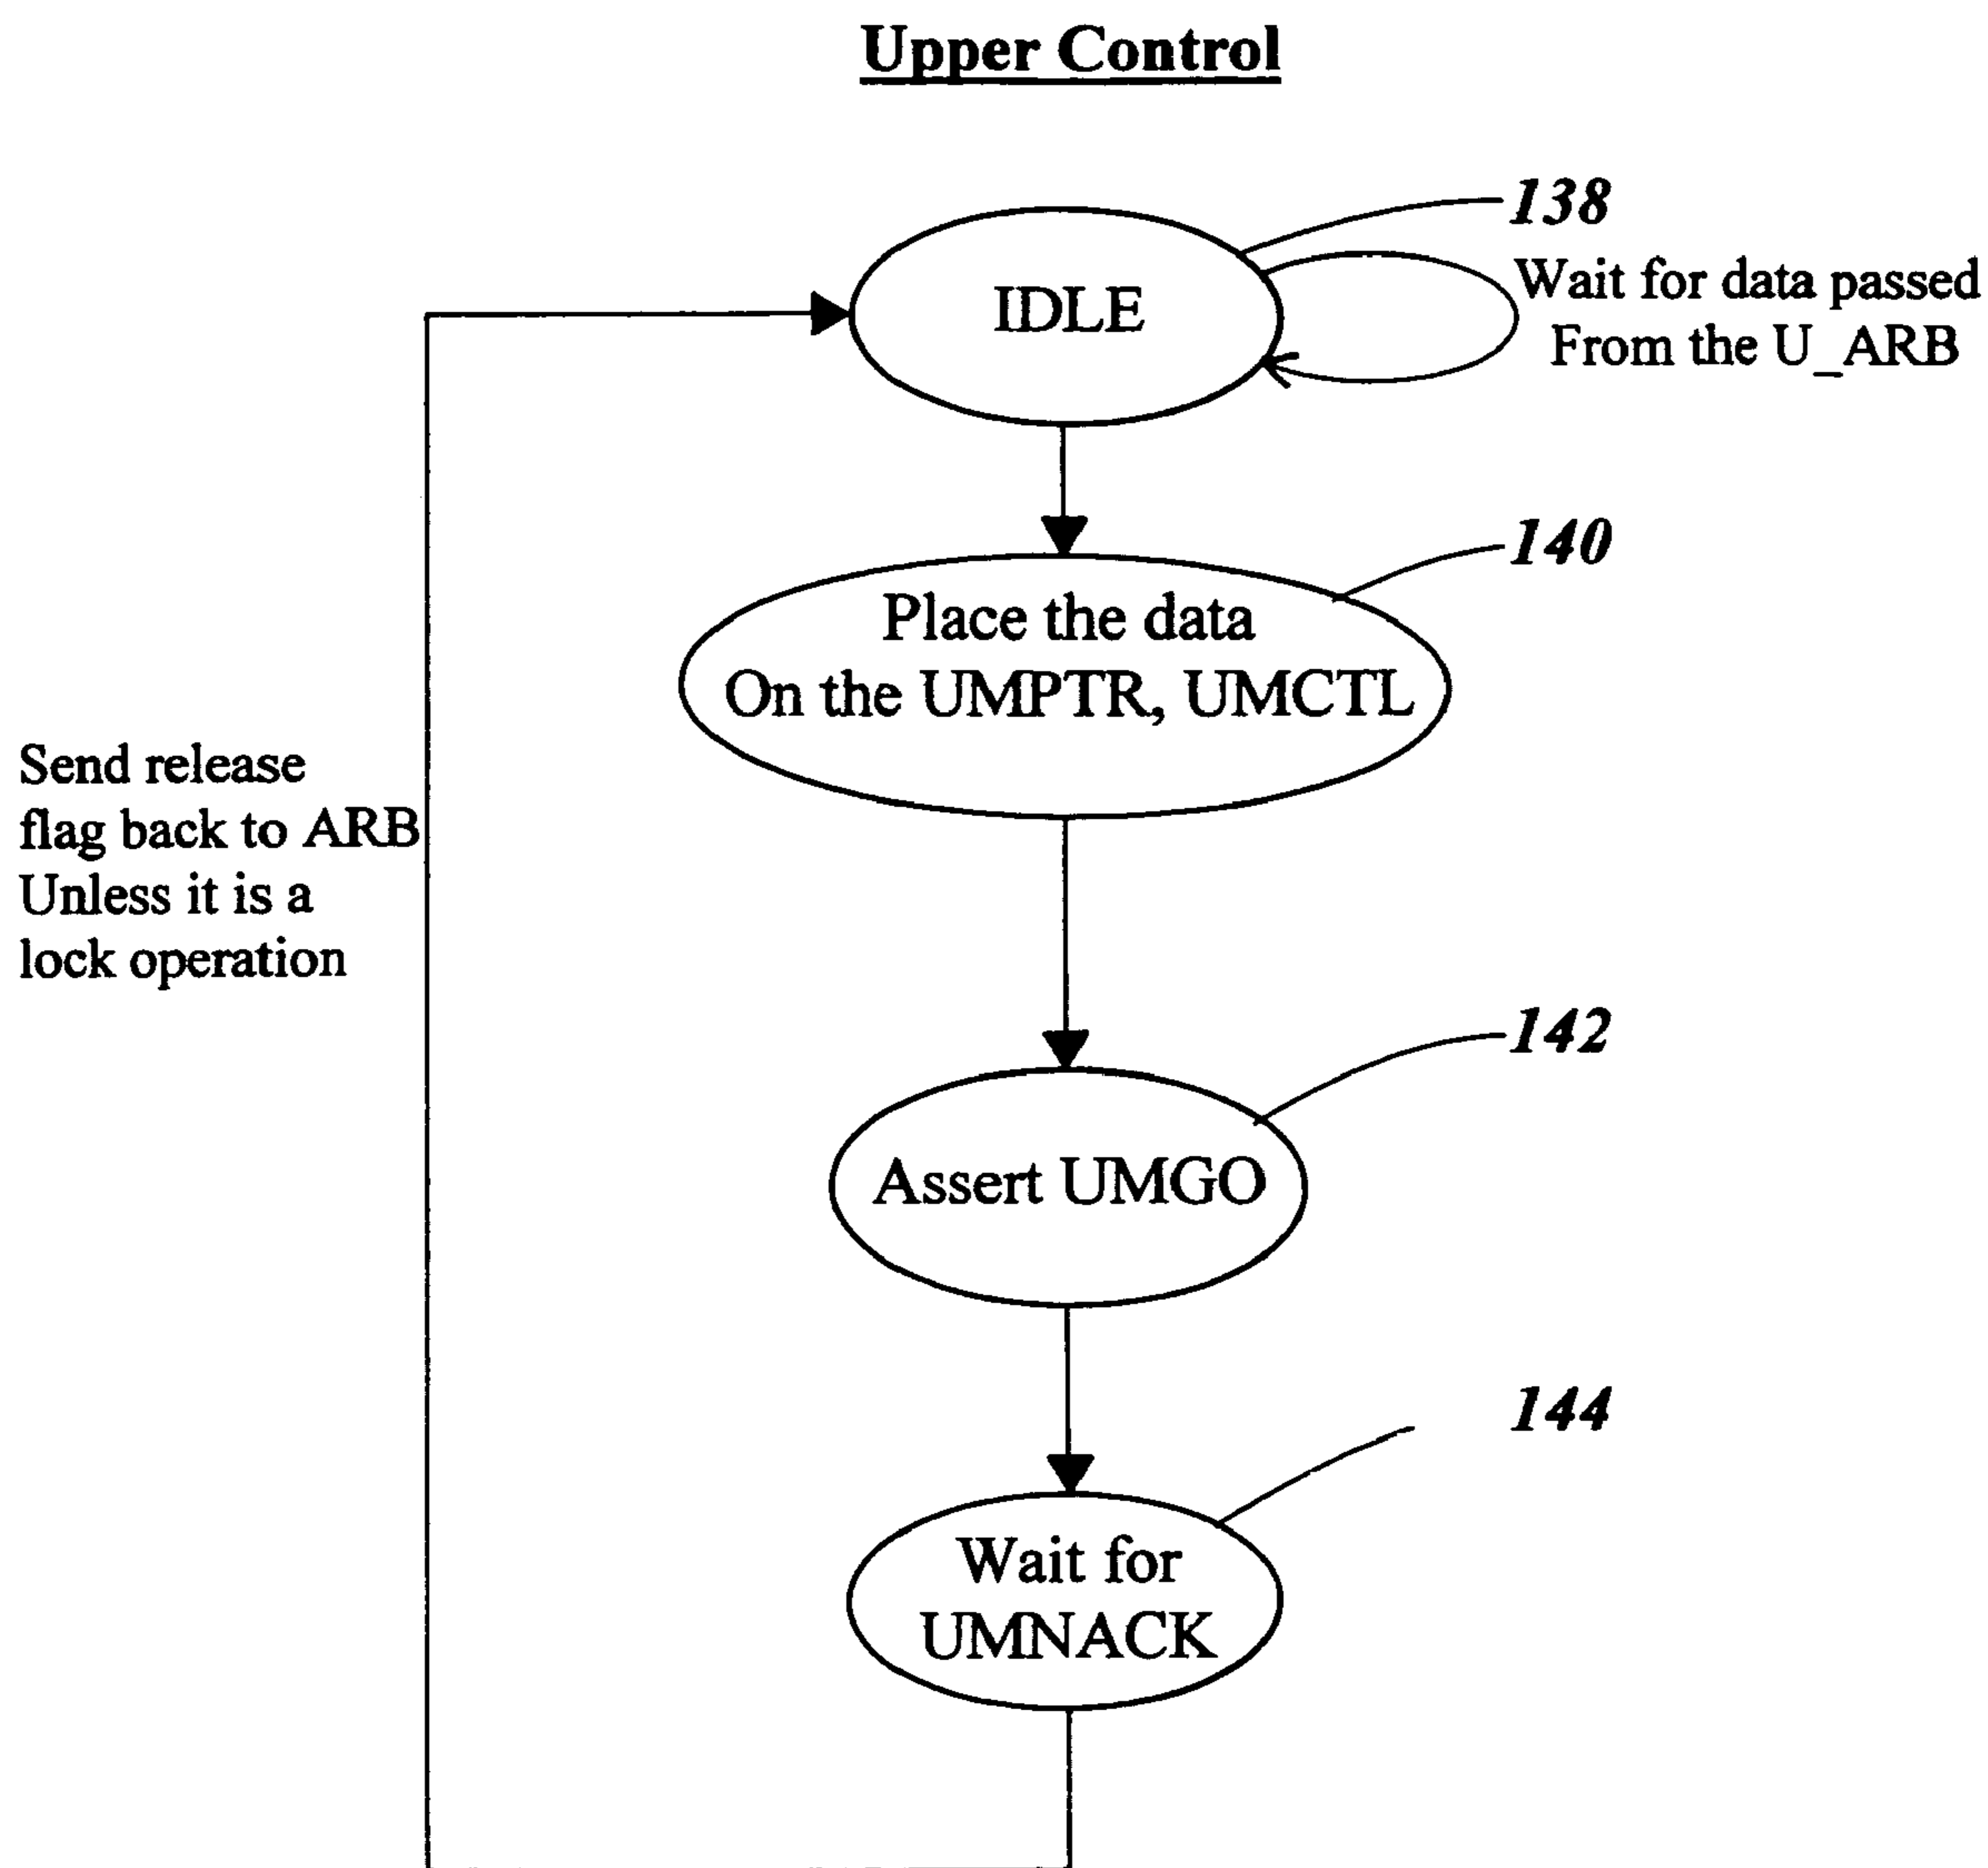 Upper Control
138
IDLE
Wait for data passed
From the U_ARB
140
Place the data
On the UMPTR, UMCTL
Send release
flag back to ARB
Unless it is a
lock operation
142
Assert UMGO
144
Wait for
UMNACK